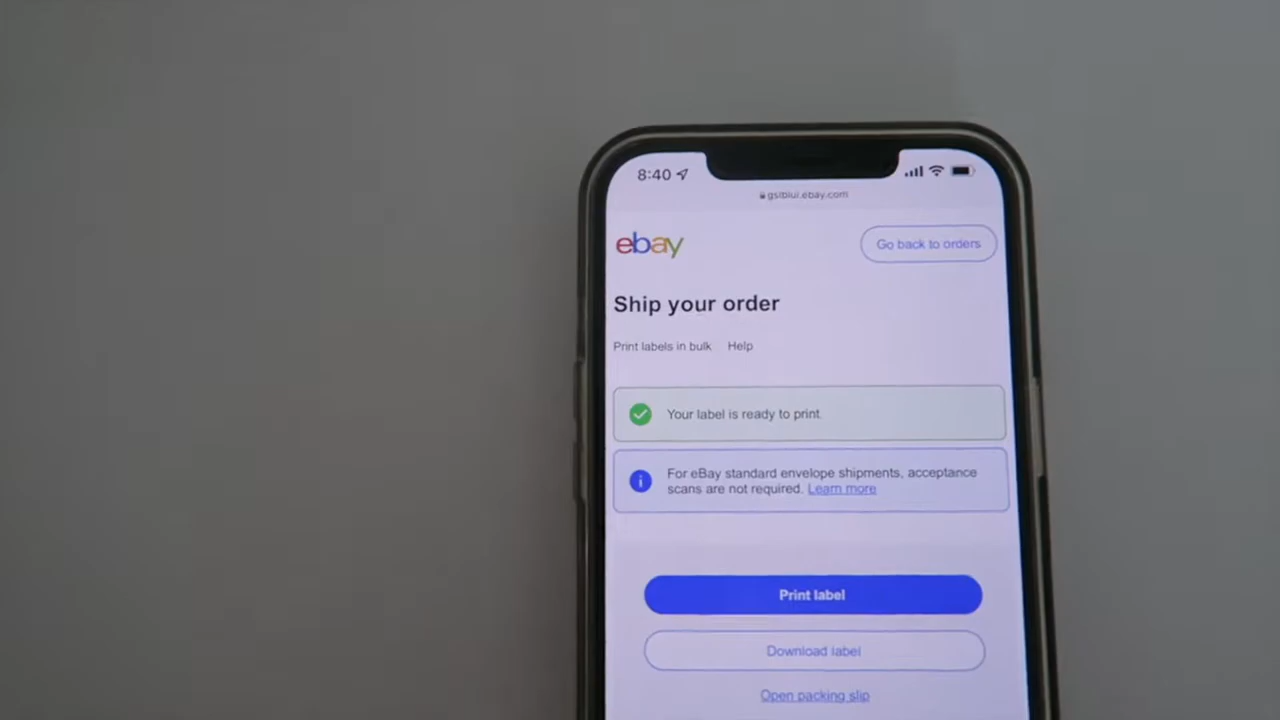 8:40
gslblui.ebay.com
ebay
Go back to orders
Ship your order
Print labels in bulk Help
Your label is ready to print.
For eBay standard envelope shipments, acceptance
scans are not required. Learn more
Print label
Download label
Open packing slip